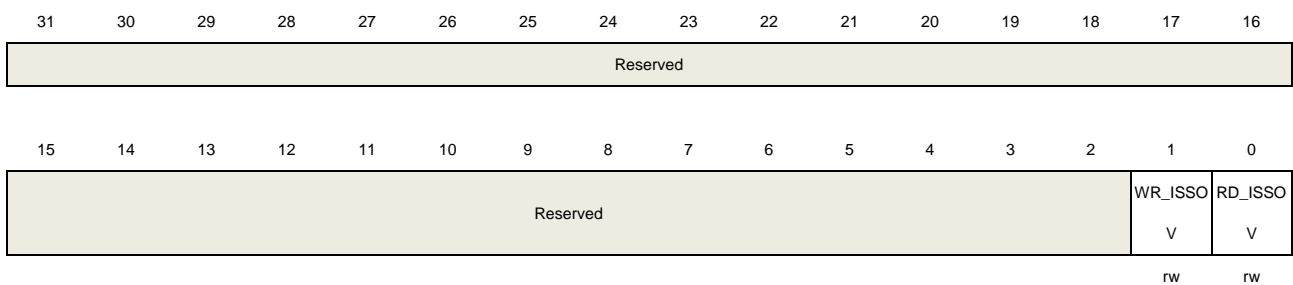 31 30 29 28 27 26 25 24 23 22 21 20 19 18 17 16
Reserved
15 14 13 12 11 10 9 8 7 6 5 4 3 2 1 0
Reserved WR_ISSO RD_ISSO
V V
rw rw